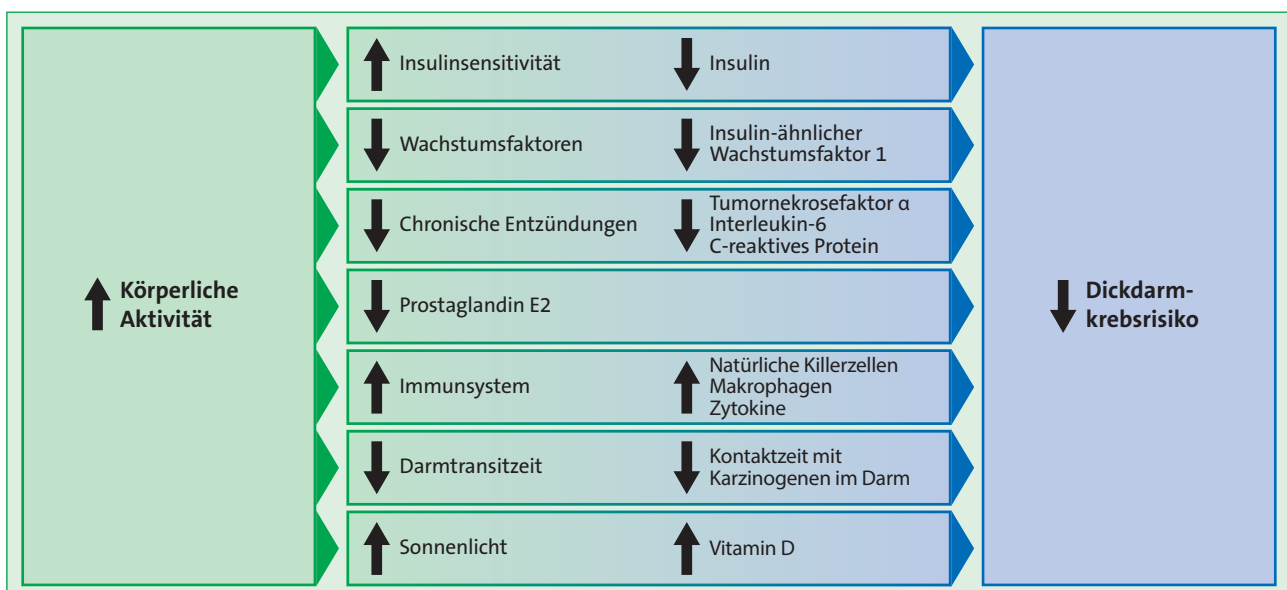 Körperliche
Aktivität
Insulinsensitivität
Insulin
Wachstumsfaktoren
Insulin-ähnlicher
Wachstumsfaktor 1
Chronische Entzündungen
Tumornekrosefaktor α
Interleukin-6
C-reaktives Protein
Prostaglandin E2
Immunsystem
Natürliche Killerzellen
Makrophagen
Zytokine
Darmtransitzeit
Kontaktzeit mit
Karzinogenen im Darm
Sonnenlicht
Vitamin D
Dickdarm-
krebsrisiko